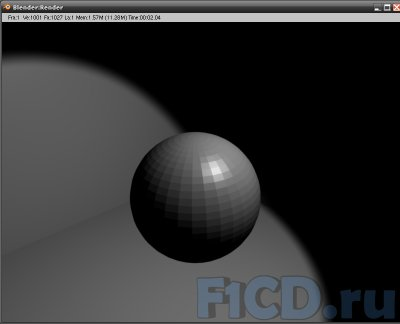 Blender:Render
Fra:1 Ve:1001 Fa:1027 La:1 Mem:1.57M (11.28M) Time:00:02.04
F1CD.ru